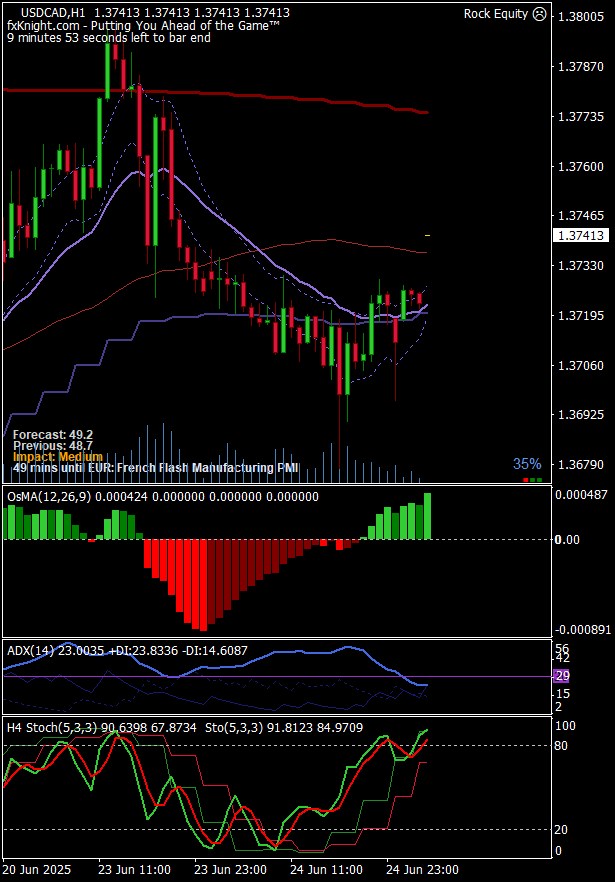 USDCAD,H1 1.37413 1.37413 1.37413 1.37413
Rock Equity ☹
fxKnight.com - Putting You Ahead of the Game™
9 minutes 53 seconds left to bar end
1.38005
1.37870
1.37735
1.37600
1.37465
1.37413
1.37330
1.37195
1.37060
1.36925
1.36790
Forecast: 49.2
Previous: 48.7
Impact: Medium
49 mins until EUR: French Flash Manufacturing PMI
35%
OsMA(12,26,9) 0.000424 0.000000 0.000000 0.000000
0.000487
0.00
-0.000891
ADX(14) 23.0035 +DI:23.8336 -DI:14.6087
56
42
29
15
2
H4 Stoch(5,3,3) 90.6398 67.8734 Sto(5,3,3) 91.8123 84.9709
100
80
20
0
20 Jun 2025 23 Jun 11:00 23 Jun 23:00 24 Jun 11:00 24 Jun 23:00